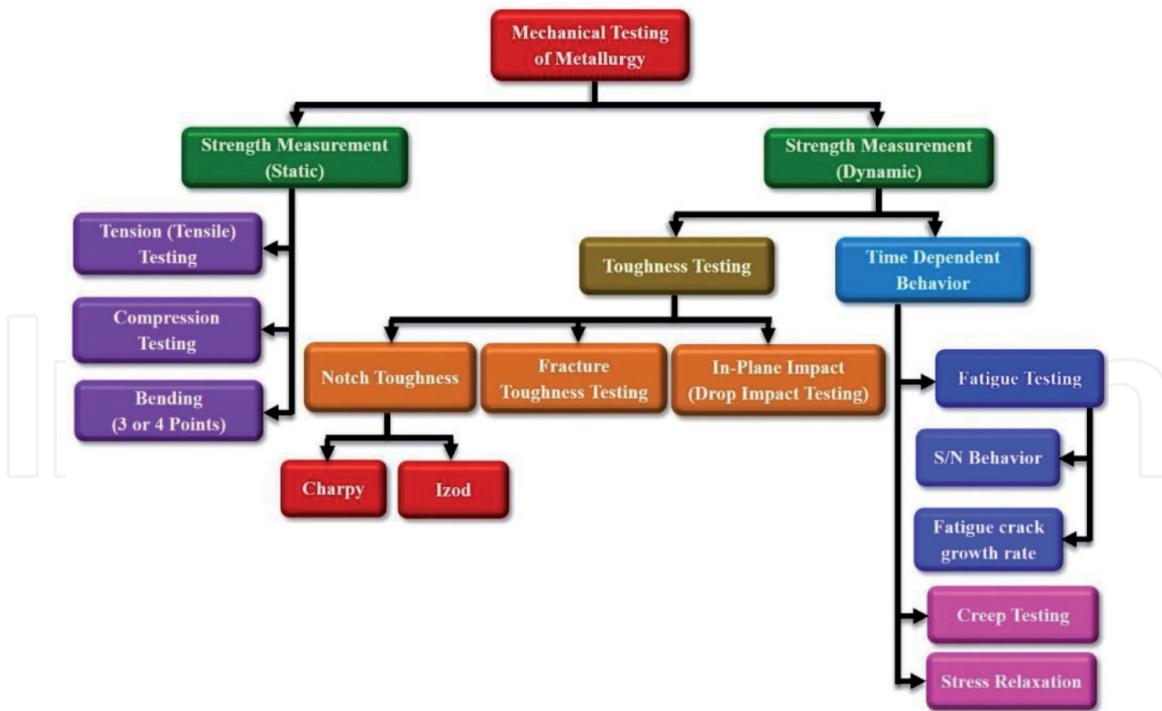 Mechanical Testing
of Metallurgy
Strength Measurement
(Static)
Strength Measurement
(Dynamic)
Tension (Tensile)
Testing
Compression
Testing
Bending
(3 or 4 Points)
Toughness Testing
Time Dependent
Behavior
Notch Toughness
Fracture
Toughness Testing
In-Plane Impact
(Drop Impact Testing)
Charpy
Izod
Fatigue Testing
S/N Behavior
Fatigue crack
growth rate
Creep Testing
Stress Relaxation